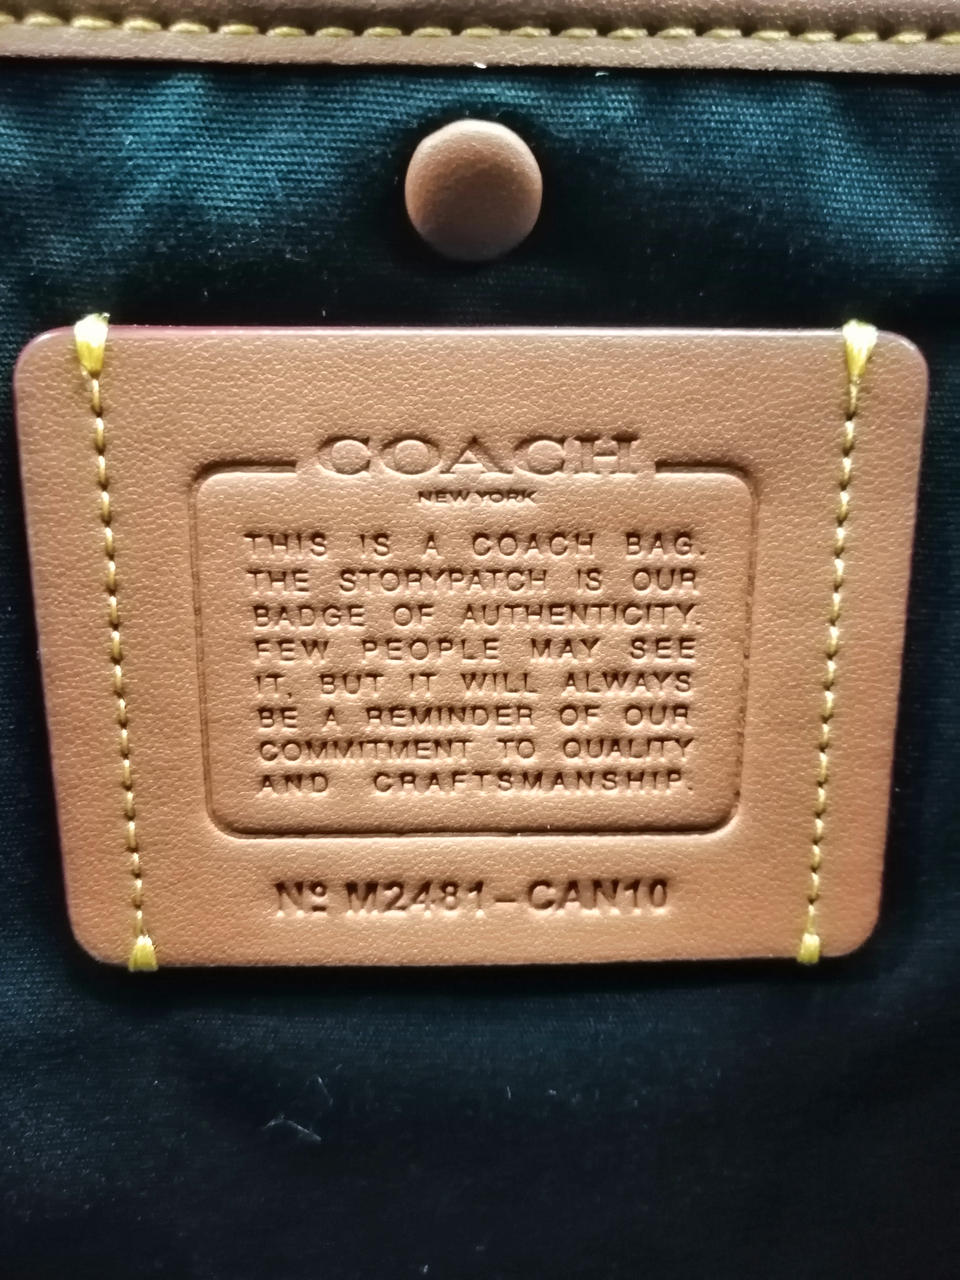 COACH
NEW YORK
THIS IS A COACH BAG.
THE STORYPATCH IS OUR
BADGE OF AUTHENTICITY.
FEW PEOPLE MAY SEE
IT, BUT IT WILL ALWAYS
BE A REMINDER OF OUR
COMMITMENT TO QUALITY
AND CRAFTSMANSHIP.
Nº M2481-CAN10